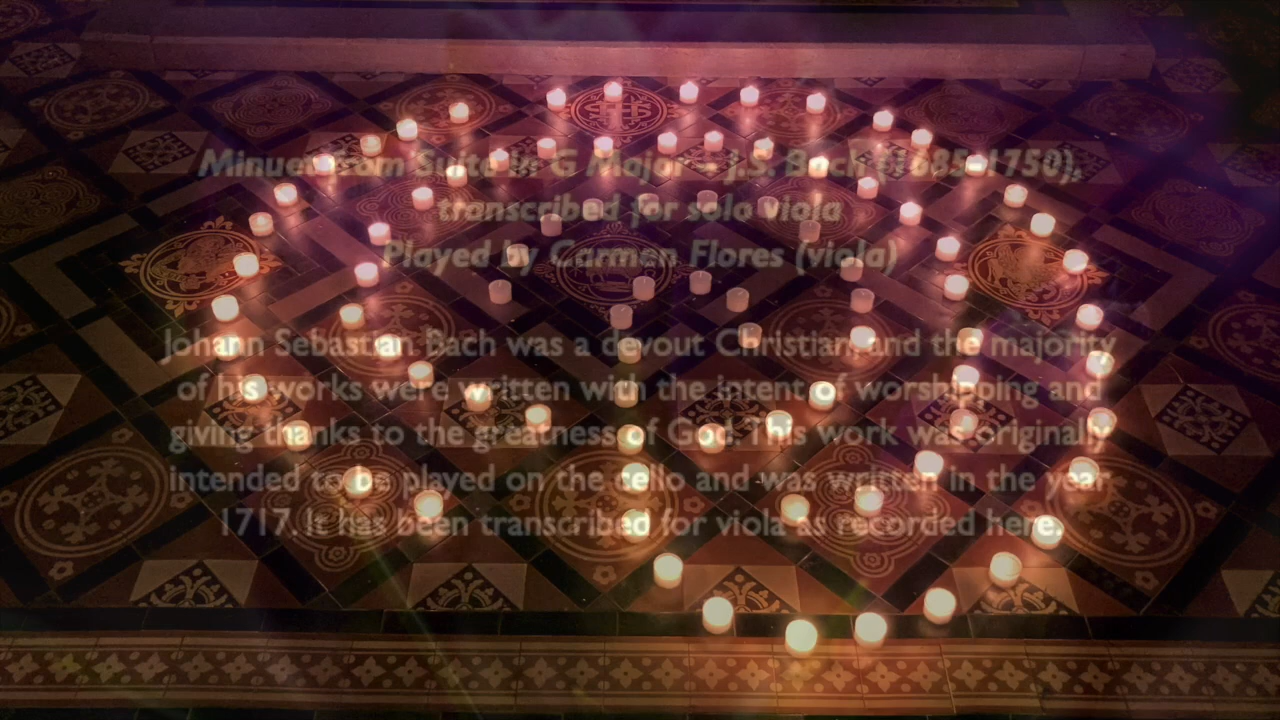 Minuet from Suite in G Major - J.S. Bach (1685-1750),
transcribed for solo viola
Played by Carmen Flores (viola)
Johann Sebastian Bach was a devout Christian and the majority
of his works were written with the intent of worshipping and
giving thanks to the greatness of God. This work was originally
intended to be played on the cello and was written in the year
1717. It has been transcribed for viola as recorded here.
IHS